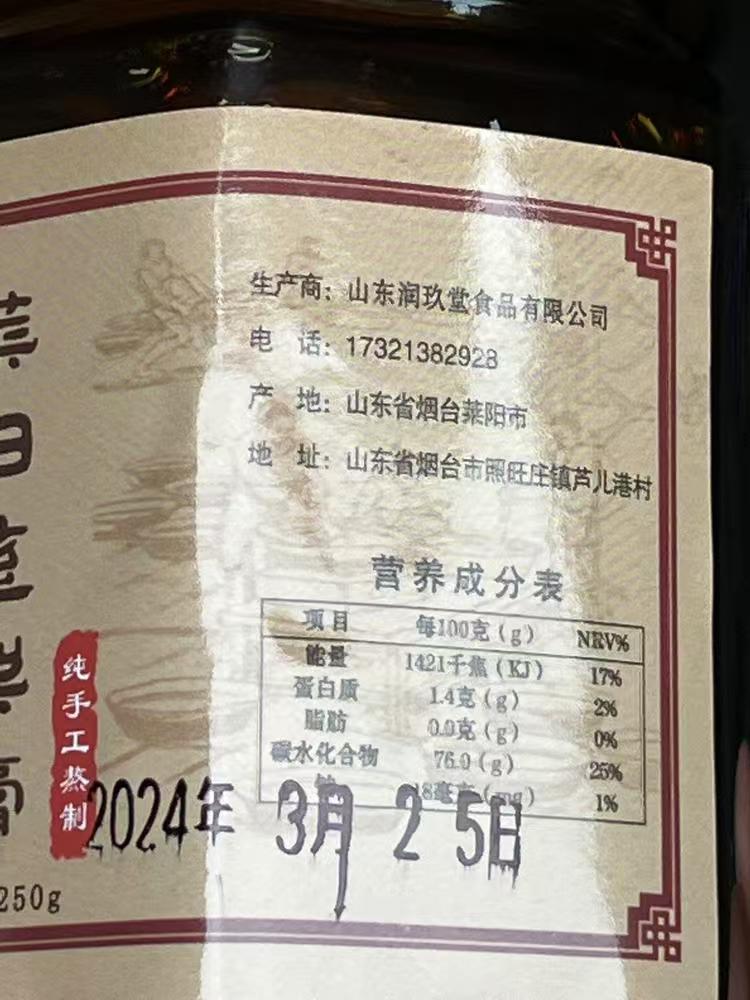 生产商：山东润玖堂食品有限公司
电 话：17321382928
产 地：山东省烟台莱阳市
地 址：山东省烟台市照旺庄镇芦儿港村
营养成分表
项目 每100克（g） NRV%
能量 1421千焦（KJ） 17%
蛋白质 1.4克（g） 2%
脂肪 0.0克（g） 0%
碳水化合物 76.0（g） 25%
18毫克（mg） 1%
纯手工熬制
2024年 3月 25日
250g